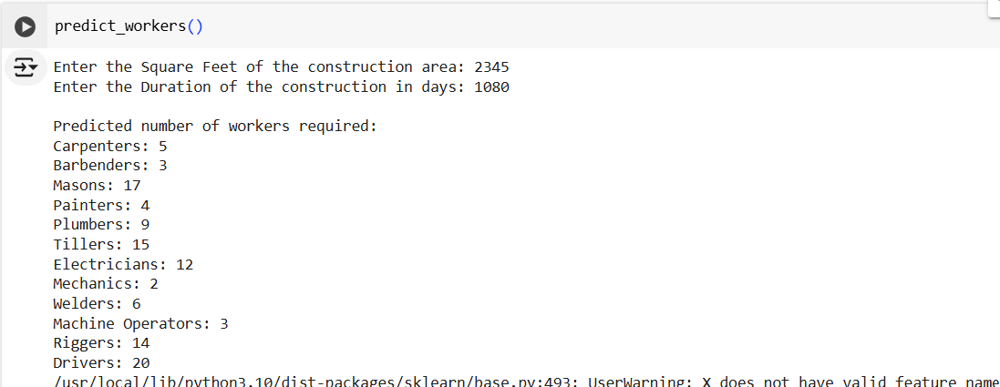 predict_workers()
Enter the Square Feet of the construction area: 2345
Enter the Duration of the construction in days: 1080
Predicted number of workers required:
Carpenters: 5
Barbenders: 3
Masons: 17
Painters: 4
Plumbers: 9
Tillers: 15
Electricians: 12
Mechanics: 2
Welders: 6
Machine Operators: 3
Riggers: 14
Drivers: 20
/usr/local/lib/python3.10/dist-packages/sklearn/base.py:493: UserWarning: X does not have valid feature name